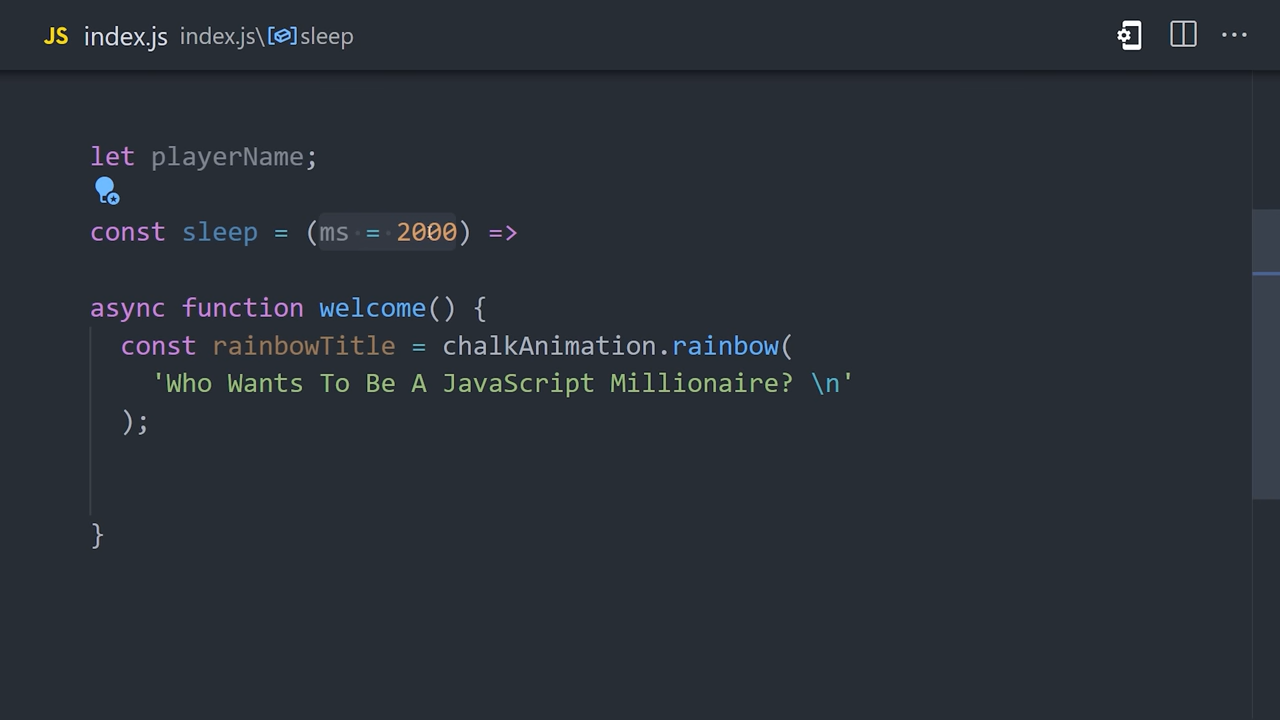 JS index.js index.js\sleep
let playerName;
const sleep = (ms = 2000) =>
async function welcome() {
const rainbowTitle = chalkAnimation.rainbow(
'Who Wants To Be A JavaScript Millionaire? \n'
);
}